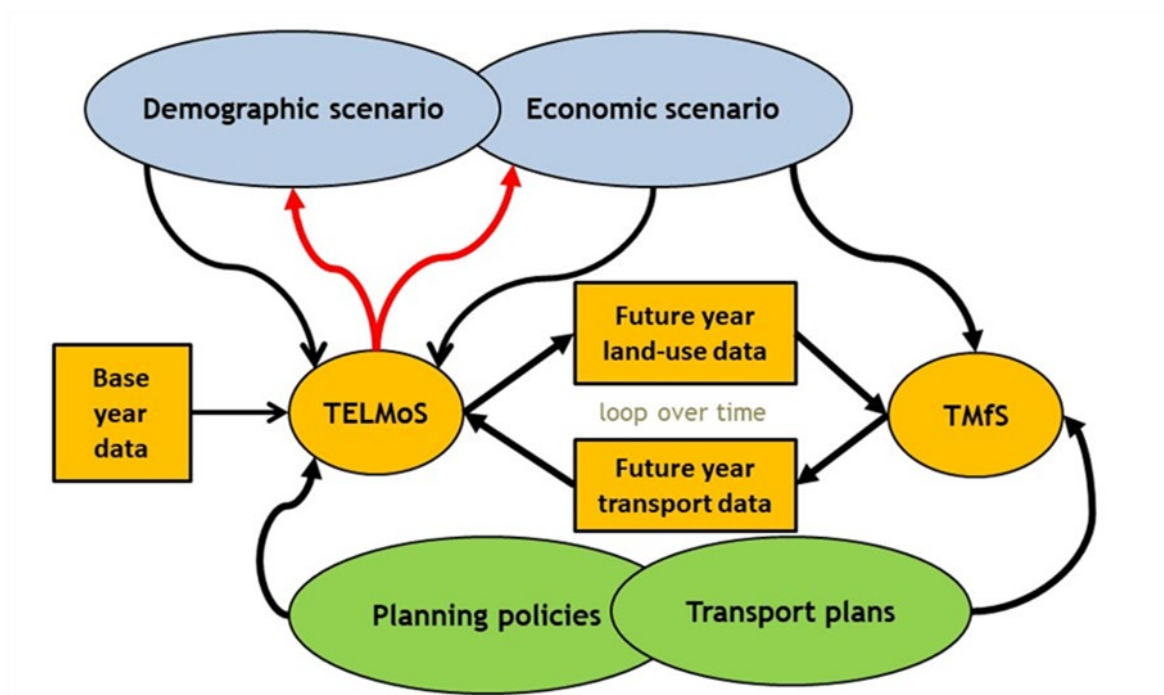 Demographic scenario
Economic scenario
Base
year
data
TELMoS
Future year
land-use data
loop over time
Future year
transport data
TMfS
Planning policies
Transport plans